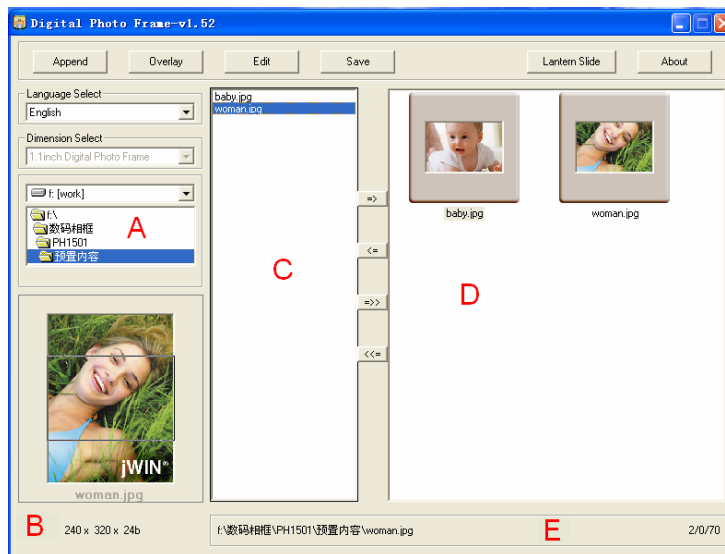 Digital Photo Frame-v1.52
Append
Overlay
Edit
Save
Lantern Slide
About
Language Select
English
Dimension Select
1.1inch Digital Photo Frame
f: [work]
f:\
数码相框
PH1501
预置内容
A
baby.jpg
woman.jpg
C
=>
<=
=>>
<<=
baby.jpg
woman.jpg
D
jWIN®
woman.jpg
B
240 x 320 x 24b
f:\数码相框\PH1501\预置内容\woman.jpg
E
2/0/70